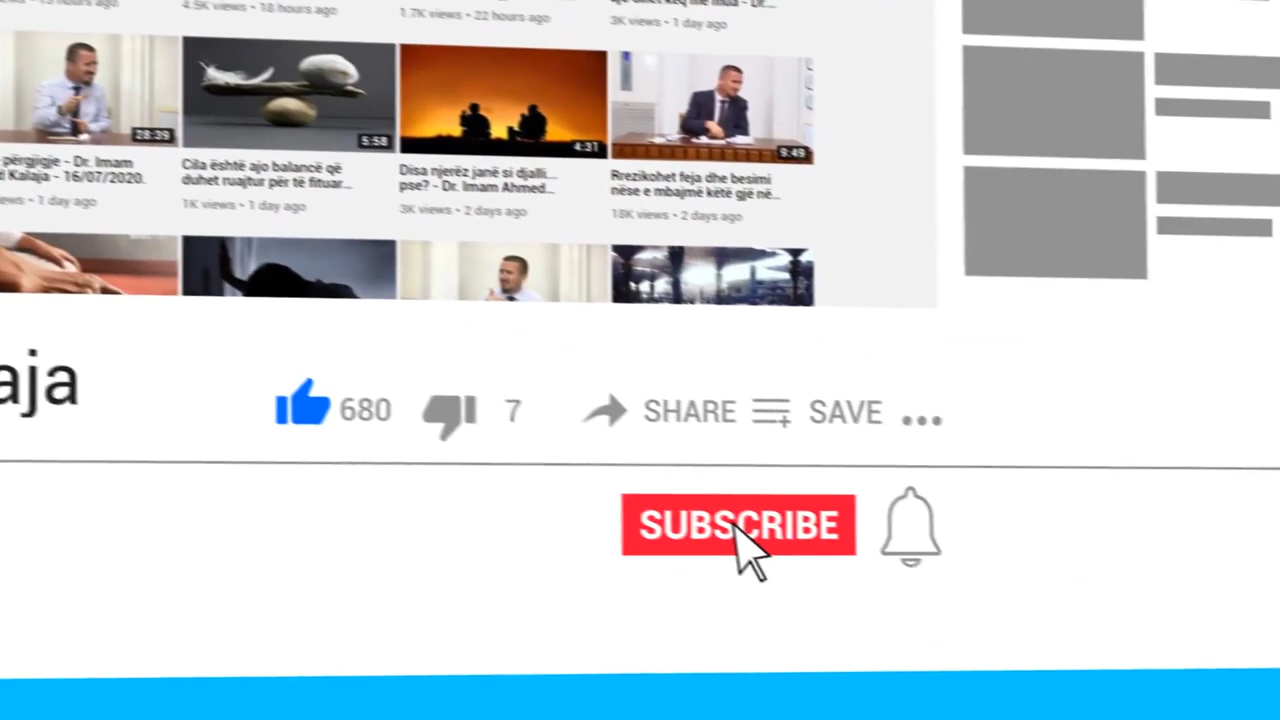 4.5K views • 18 hours ago
1.7K views • 22 hours ago
3K views • 1 day ago
28:39
5:58
4:31
9:49
përgjigje - Dr. Imam
Kalaja - 16/07/2020.
1 day ago
Cila është ajo balancë që
duhet ruajtur për të fituar...
1K views • 1 day ago
Disa njerëz janë si djalli...
pse? - Dr. Imam Ahmed...
3K views • 2 days ago
Rrezikohet feja dhe besimi
nëse e mbajmë këtë gjë në...
18K views • 2 days ago
aja
680
7
SHARE
SAVE
SUBSCRIBE